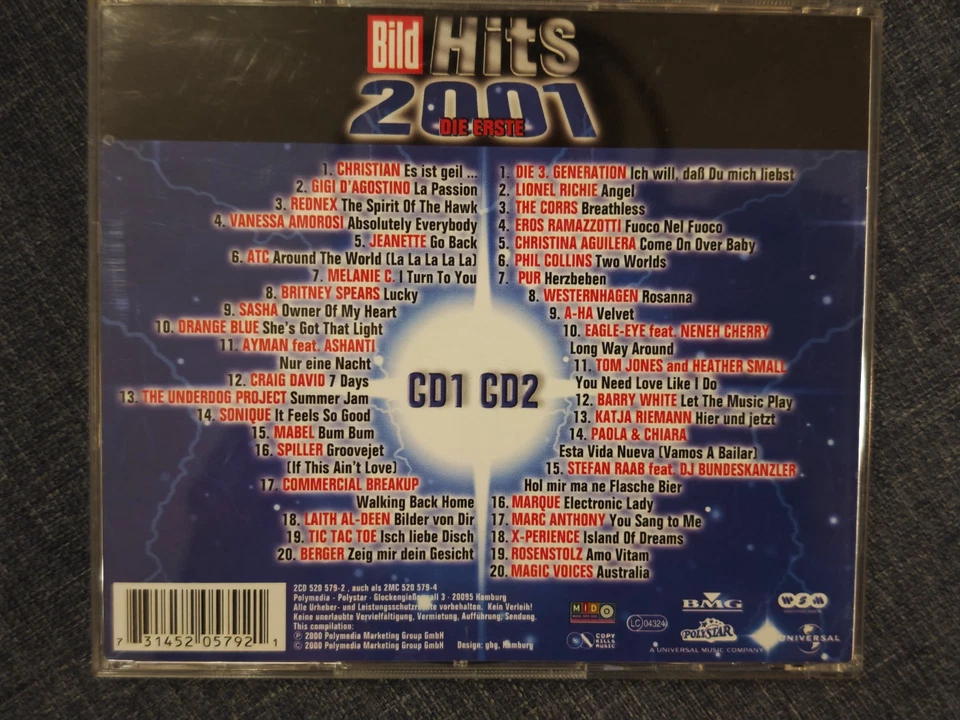 Bild Hits
2001
DIE ERSTE
1. CHRISTIAN Es ist geil ...
2. GIGI D'AGOSTINO La Passion
3. REDNEX The Spirit Of The Hawk
4. VANESSA AMOROSI Absolutely Everybody
5. JEANETTE Go Back
6. ATC Around The World (La La La La La)
7. MELANIE C. I Turn To You
8. BRITNEY SPEARS Lucky
9. SASHA Owner Of My Heart
10. ORANGE BLUE She's Got That Light
11. AYMAN feat. ASHANTI
Nur eine Nacht
12. CRAIG DAVID 7 Days
13. THE UNDERDOG PROJECT Summer Jam
14. SONIQUE It Feels So Good
15. MABEL Bum Bum
16. SPILLER Groovejet
(If This Ain't Love)
17. COMMERCIAL BREAKUP
Walking Back Home
18. LAITH AL-DEEN Bilder von Dir
19. TIC TAC TOE Isch liebe Disch
20. BERGER Zeig mir dein Gesicht
CD1 CD2
1. DIE 3. GENERATION Ich will, daß Du mich liebst
2. LIONEL RICHIE Angel
3. THE CORRS Breathless
4. EROS RAMAZZOTTI Fuoco Nel Fuoco
5. CHRISTINA AGUILERA Come On Over Baby
6. PHIL COLLINS Two Worlds
7. PUR Herzbeben
8. WESTERNHAGEN Rosanna
9. A-HA Velvet
10. EAGLE-EYE feat. NENEH CHERRY
Long Way Around
11. TOM JONES and HEATHER SMALL
You Need Love Like I Do
12. BARRY WHITE Let The Music Play
13. KATJA RIEMANN Hier und jetzt
14. PAOLA & CHIARA
Esta Vida Nueva (Vamos A Bailar)
15. STEFAN RAAB feat. DJ BUNDESKANZLER
Hol mir ma ne Flasche Bier
16. MARQUE Electronic Lady
17. MARC ANTHONY You Sang to Me
18. X-PERIENCE Island Of Dreams
19. ROSENSTOLZ Amo Vitam
20. MAGIC VOICES Australia
7 31452 05792 1
2CD 520 579-2 , auch als 2MC 520 579-4
Polymedia - Polystar - Glockengießerwall 3 · 20095 Hamburg
Alle Urheber- und Leistungsschutzrechte vorbehalten. Kein Verleih!
Keine unerlaubte Vervielfältigung, Vermietung, Aufführung, Sendung.
This compilation:
℗ 2000 Polymedia Marketing Group GmbH
© 2000 Polymedia Marketing Group GmbH Design: gbg, Hamburg
MIDO
COPY
KILLS
MUSIC
LC 04324
BMG
POLYSTAR
WSM
UNIVERSAL
A UNIVERSAL MUSIC COMPANY